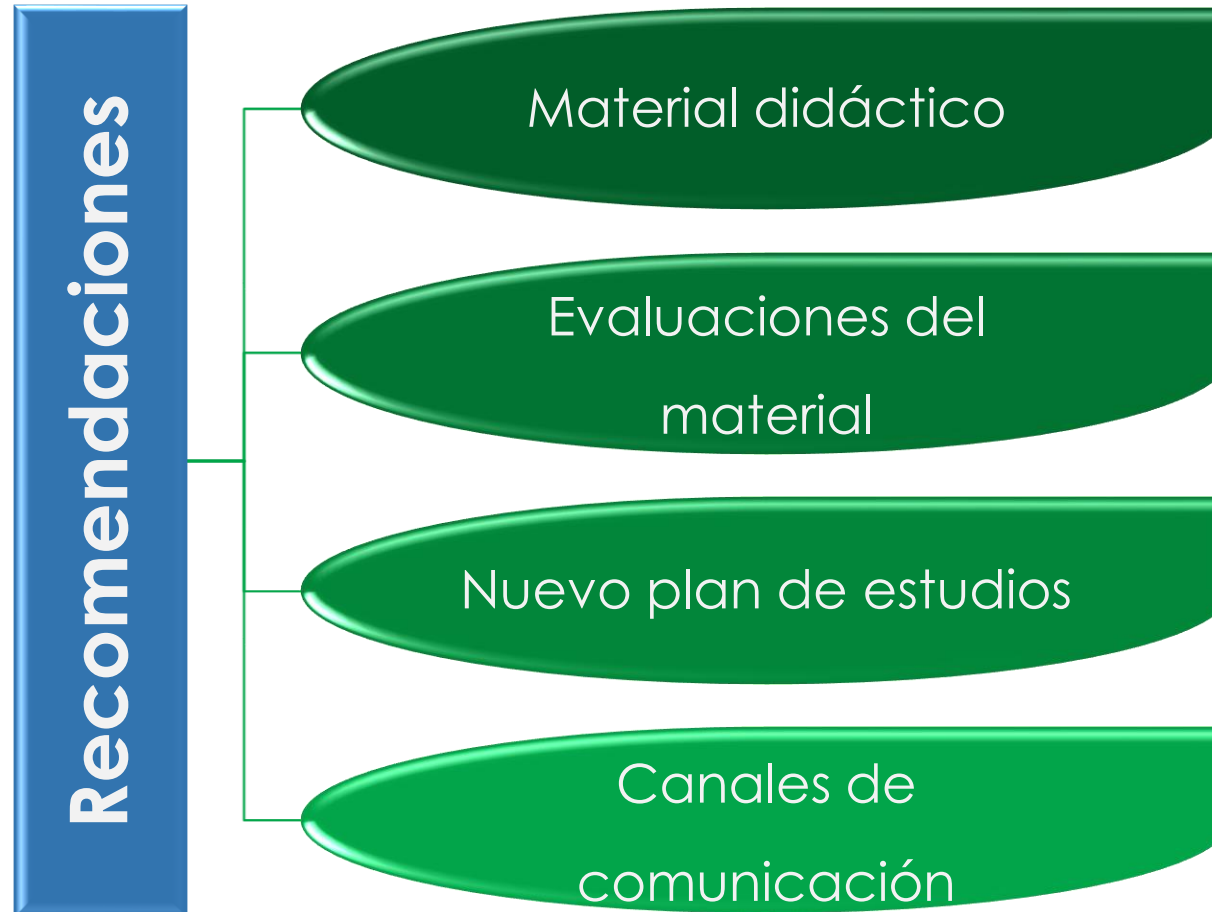 Recomendaciones
Material didáctico
Evaluaciones del
material
Nuevo plan de estudios
Canales de
comunicación